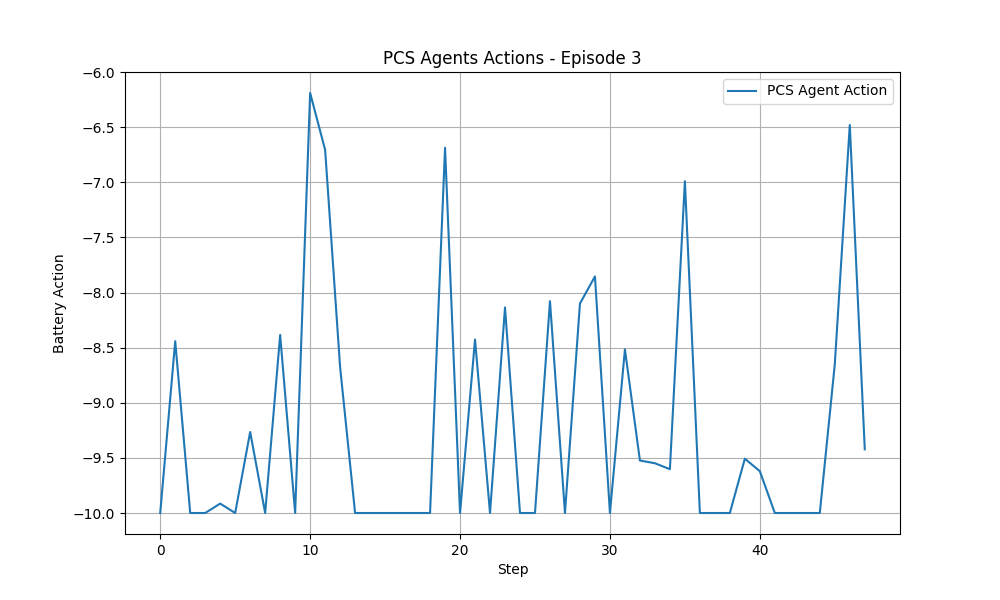 PCS Agents Actions - Episode 3
PCS Agent Action
−6.0
−6.5
−7.0
−7.5
−8.0
−8.5
−9.0
−9.5
−10.0
Battery Action
0 10 20 30 40
Step